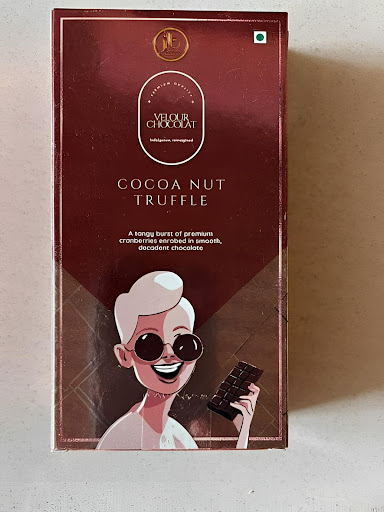 PREMIUM QUALITY
VELOUR
CHOCOLAT
Indulgence, reimagined
COCOA NUT
TRUFFLE
A tangy burst of premium
cranberries enrobed in smooth,
decadent chocolate